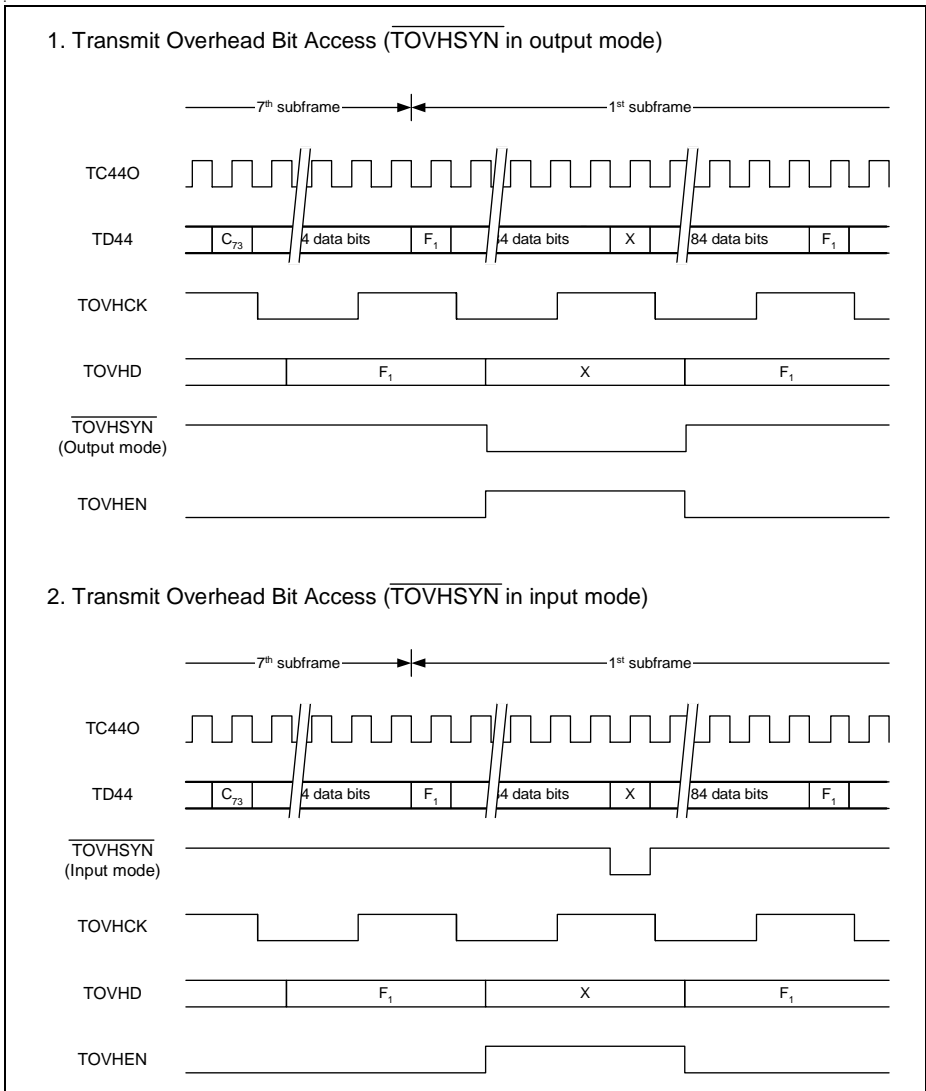 1. Transmit Overhead Bit Access (TOVHSYN in output mode)
7th subframe 1st subframe
TC44O
TD44 C73 4 data bits F1 4 data bits X 84 data bits F1
TOVHCK
TOVHD F1 X F1
TOVHSYN
(Output mode)
TOVHEN
2. Transmit Overhead Bit Access (TOVHSYN in input mode)
7th subframe 1st subframe
TC44O
TD44 C73 4 data bits F1 4 data bits X 84 data bits F1
TOVHSYN
(Input mode)
TOVHCK
TOVHD F1 X F1
TOVHEN